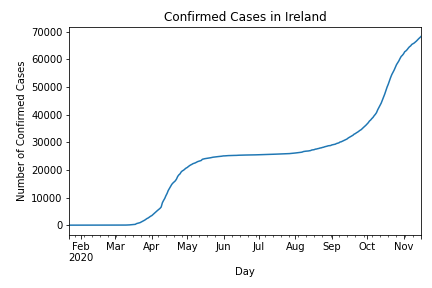 Confirmed Cases in Ireland
70000
60000
50000
40000
30000
20000
10000
0
Number of Confirmed Cases
Feb Mar Apr May Jun Jul Aug Sep Oct Nov
2020
Day